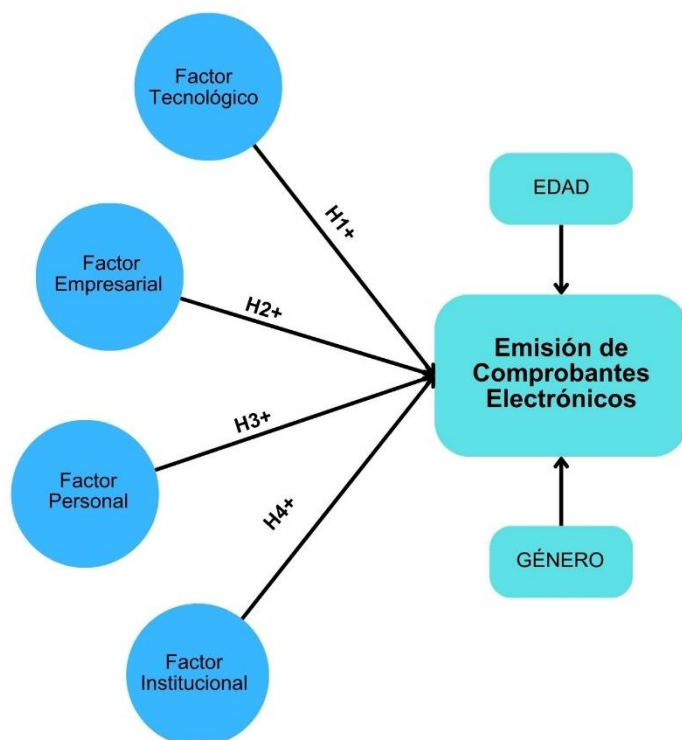 Factor
Tecnológico
H1+
Factor
Empresarial
H2+
Factor
Personal
H3+
Factor
Institucional
H4+
EDAD
Emisión de
Comprobantes
Electrónicos
GÉNERO